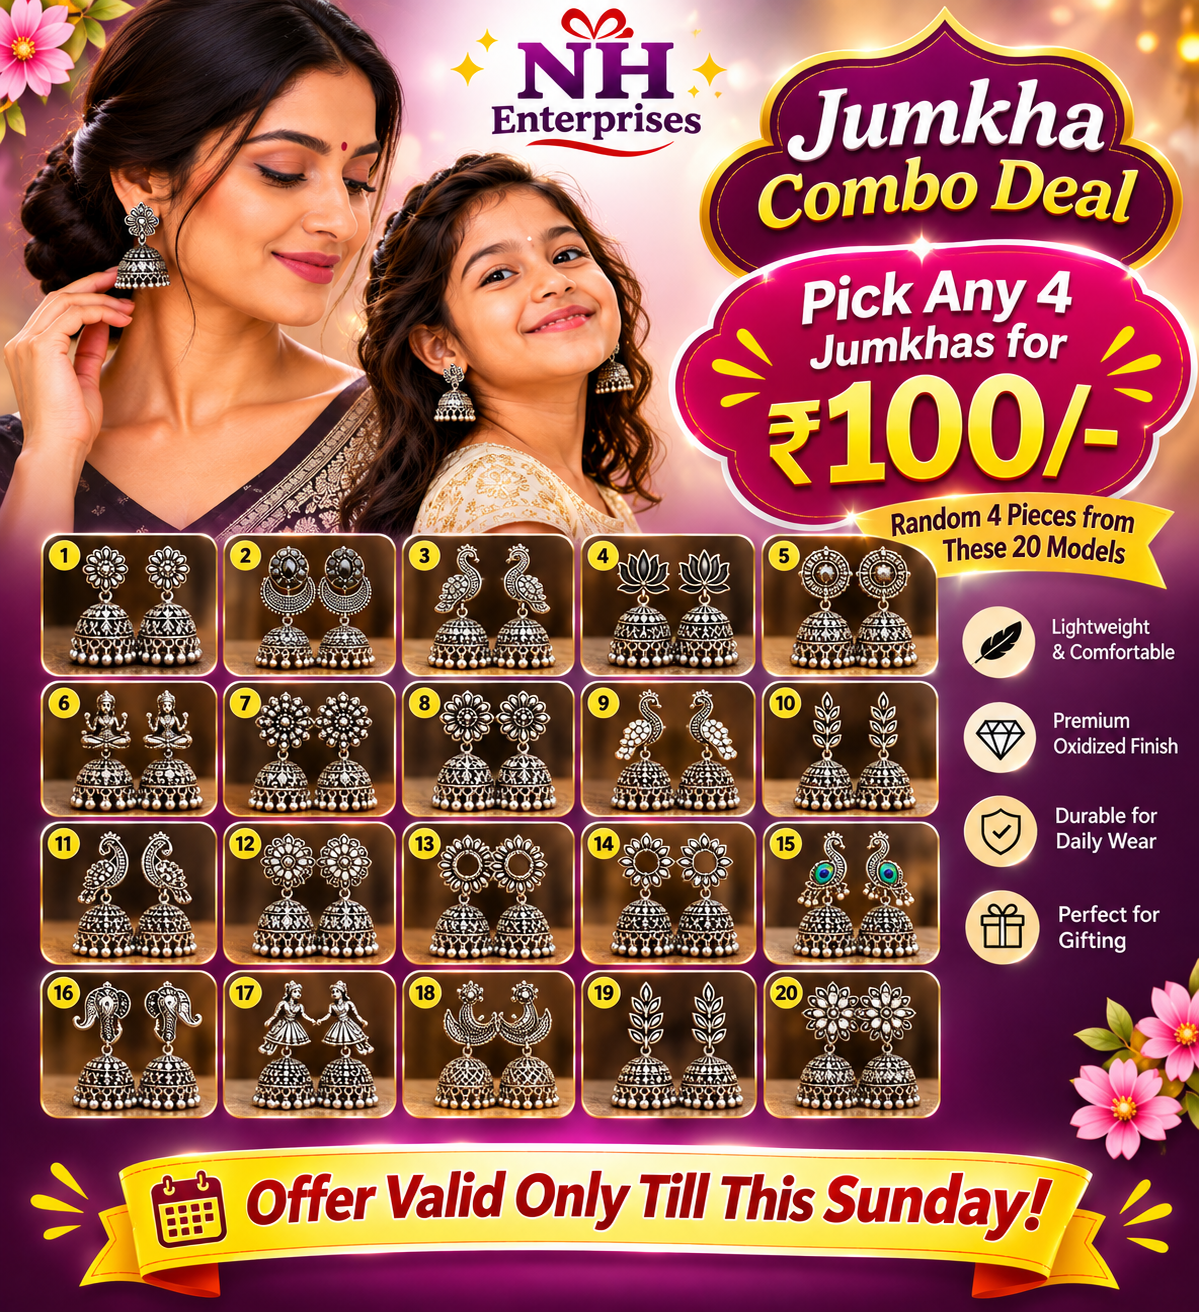 NH
Enterprises
Jumkha
Combo Deal
Pick Any 4
Jumkhas for
₹100/-
Random 4 Pieces from
These 20 Models
1
2
3
4
5
6
7
8
9
10
11
12
13
14
15
16
17
18
19
20
Lightweight
& Comfortable
Premium
Oxidized Finish
Durable for
Daily Wear
Perfect for
Gifting
Offer Valid Only Till This Sunday!